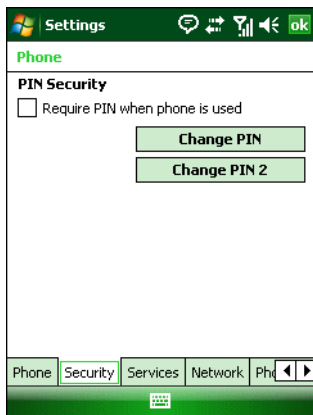 Settings ok
Phone
PIN Security
Require PIN when phone is used
Change PIN
Change PIN 2
Phone Security Services Network